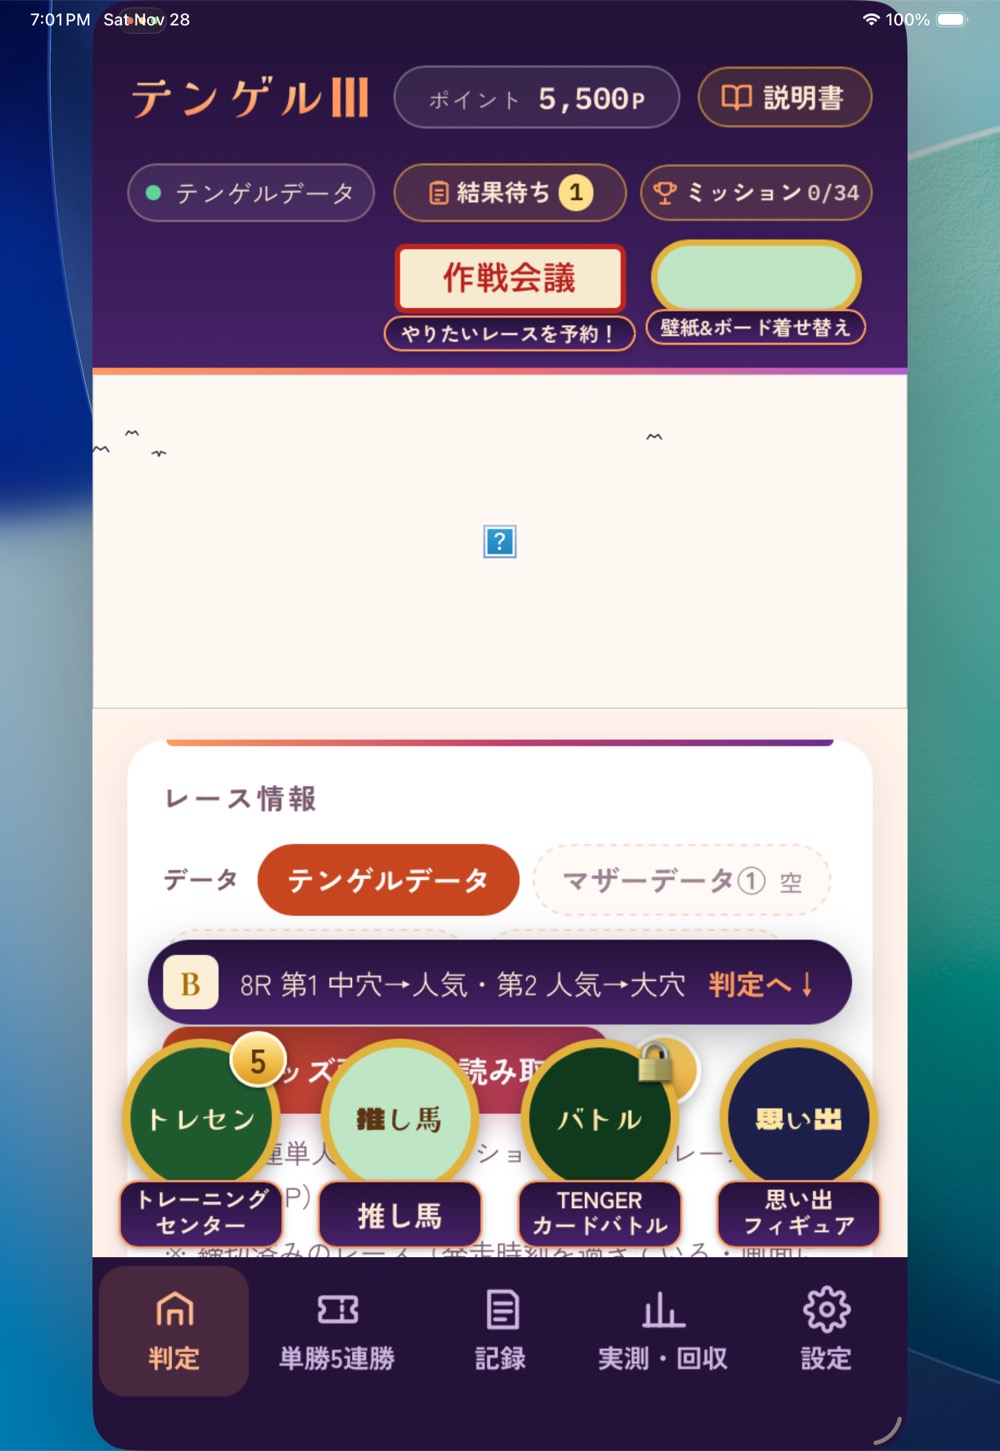 7:01PM Sat Nov 28
100%
テンゲルIII
ポイント 5,500P
説明書
テンゲルデータ
結果待ち 1
ミッション 0/34
作戦会議
やりたいレースを予約！
壁紙&ボード着せ替え
?
レース情報
データ
テンゲルデータ
マザーデータ① 空
B 8R 第1 中穴→人気・第2 人気→大穴 判定へ↓
5
トレセン
推し馬
バトル
思い出
トレーニング
センター
推し馬
TENGER
カードバトル
思い出
フィギュア
判定
単勝5連勝
記録
実測・回収
設定